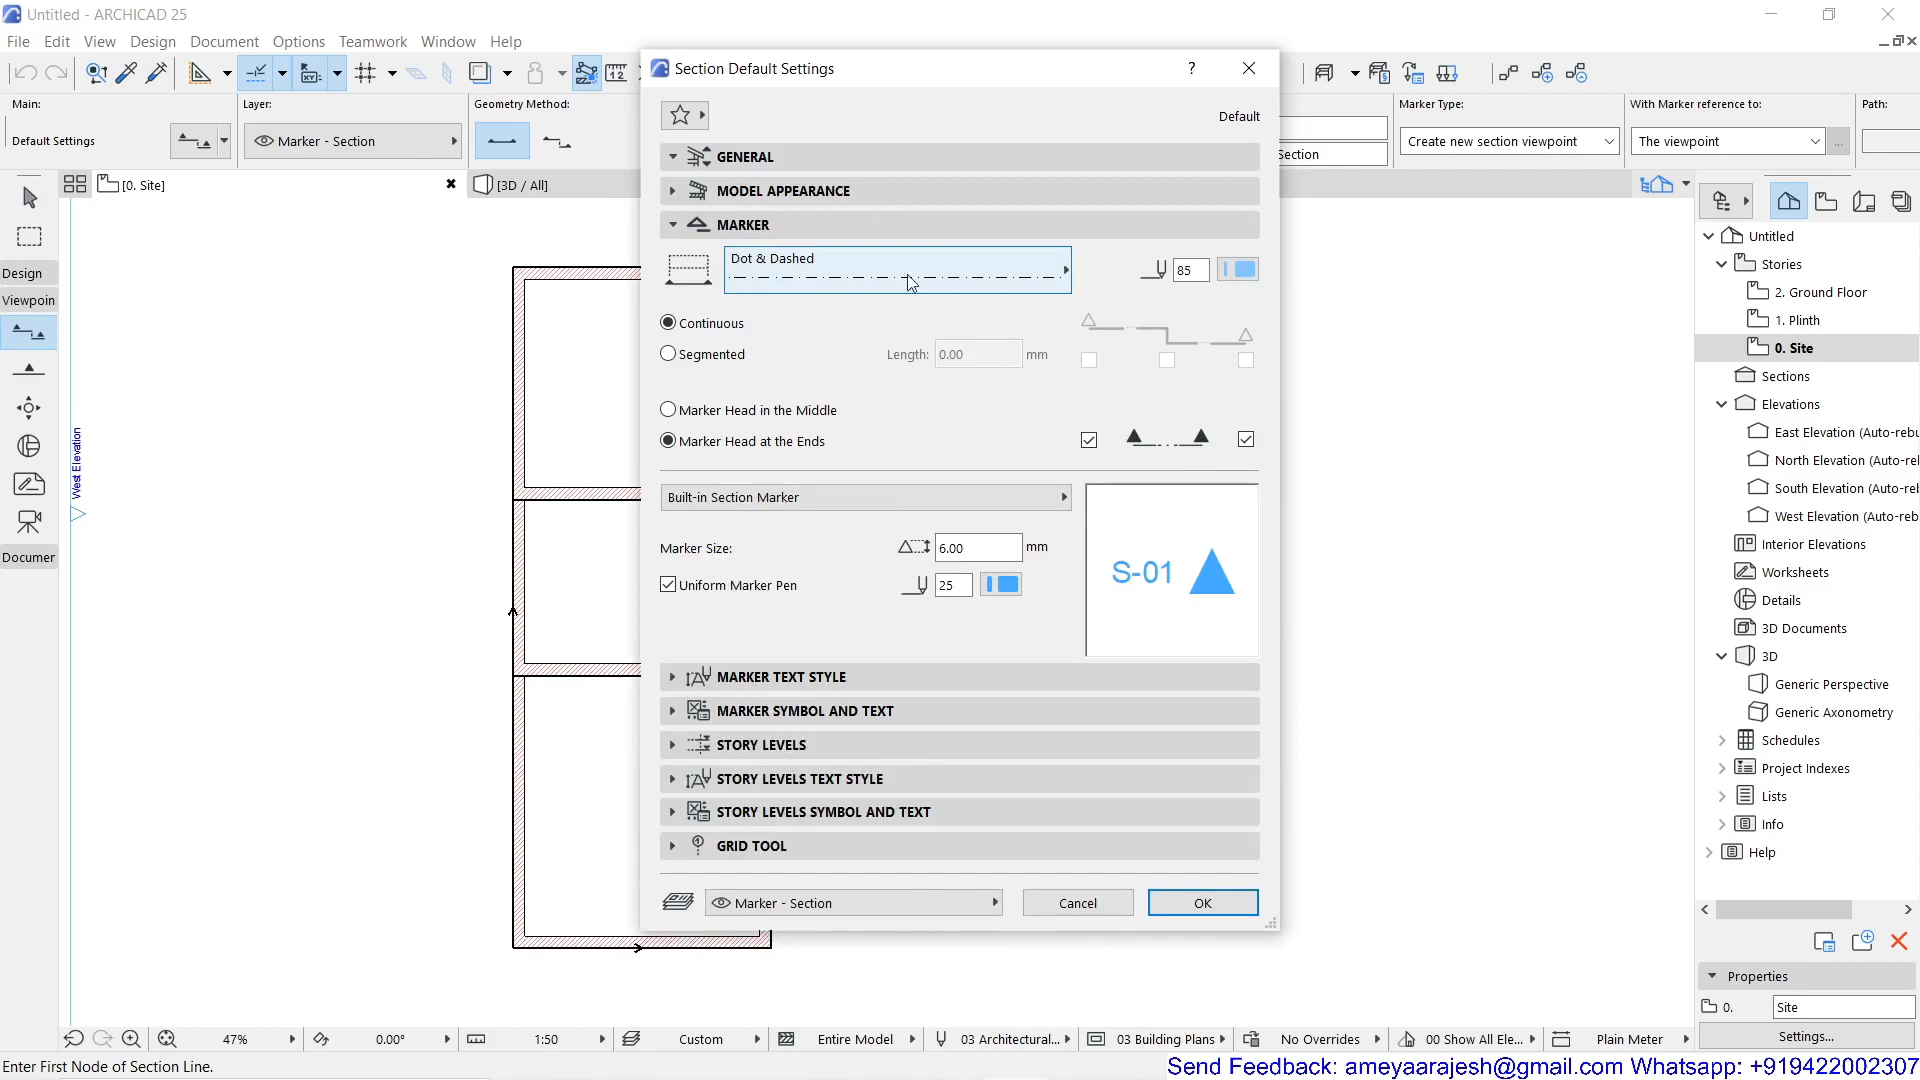 Untitled - ARCHICAD 25
File Edit View Design Document Options Teamwork Window Help
Main:
Layer:
Geometry Method:
Default Settings
Marker - Section
Section
Marker Type:
Create new section viewpoint
With Marker reference to:
The viewpoint
...
Path:
[0. Site]
[3D / All]
Design
Viewpoin
Documen
West Elevation
Section Default Settings
?
Default
GENERAL
MODEL APPEARANCE
MARKER
Dot & Dashed
85
Continuous
Segmented
Length:
0.00
mm
Marker Head in the Middle
Marker Head at the Ends
Built-in Section Marker
Marker Size:
6.00
mm
Uniform Marker Pen
25
S-01
MARKER TEXT STYLE
MARKER SYMBOL AND TEXT
STORY LEVELS
STORY LEVELS TEXT STYLE
STORY LEVELS SYMBOL AND TEXT
GRID TOOL
Marker - Section
Cancel
OK
Untitled
Stories
2. Ground Floor
1. Plinth
0. Site
Sections
Elevations
East Elevation (Auto-rebu
North Elevation (Auto-rel
South Elevation (Auto-reb
West Elevation (Auto-reb
Interior Elevations
Worksheets
Details
3D Documents
3D
Generic Perspective
Generic Axonometry
Schedules
Project Indexes
Lists
Info
Help
Properties
0.
Site
Settings...
47%
0.00°
1:50
Custom
Entire Model
03 Architectural...
03 Building Plans
No Overrides
00 Show All Ele...
Plain Meter
Enter First Node of Section Line.
Send Feedback: ameyaarajesh@gmail.com Whatsapp: +919422002307